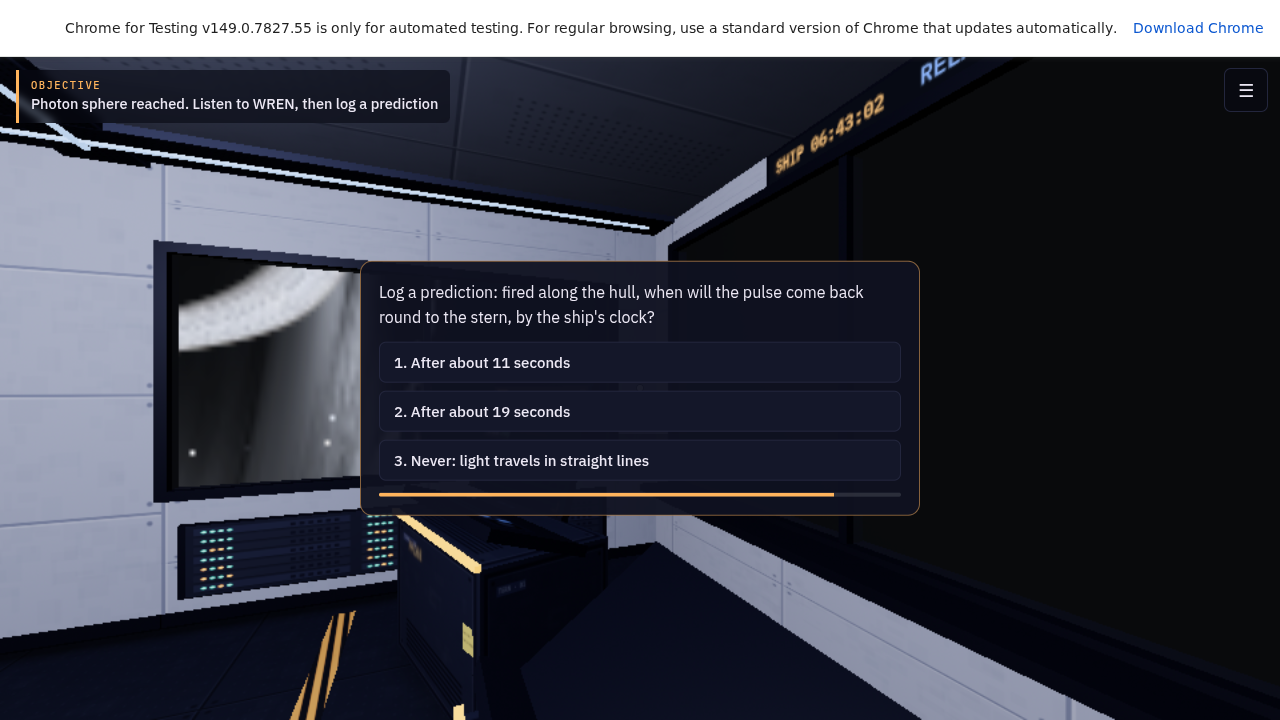 Chrome for Testing v149.0.7827.55 is only for automated testing. For regular browsing, use a standard version of Chrome that updates automatically. Download Chrome
OBJECTIVE
Photon sphere reached. Listen to WREN, then log a prediction
SHIP 06:43:02
Log a prediction: fired along the hull, when will the pulse come back
round to the stern, by the ship's clock?
1. After about 11 seconds
2. After about 19 seconds
3. Never: light travels in straight lines